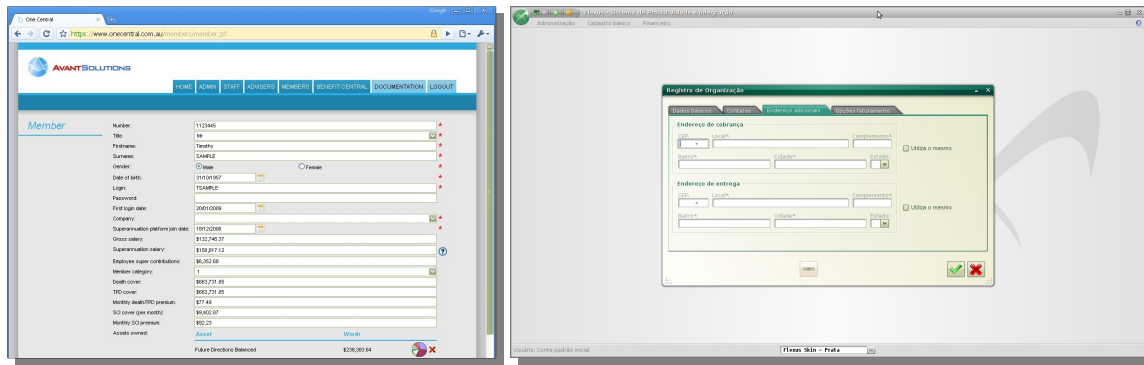 Google
One Central
https://www.onecentral.com.au/members/member.jsf
AVANTSOLUTIONS
HOME ADMIN STAFF ADVISERS MEMBERS BENEFIT CENTRAL DOCUMENTATION LOGOUT
Member
Number: 1123445 *
Title: Mr *
Firstname: Timothy *
Surname: SAMPLE *
Gender: Male Female *
Date of birth: 31/10/1957 *
Login: TSAMPLE *
Password:
First login date: 20/01/2009
Company: *
Superannuation platform join date: 18/12/2006 *
Gross salary: $132,746.37
Superannuation salary: $158,817.12
Employee super contributions: $6,352.68
Member category: 1
Death cover: $663,731.85
TPD cover: $663,731.85
Monthly death/TPD premium: $77.49
SCI cover (per month): $9,402.87
Monthly SCI premium: $92.23
Assets owned: Asset Worth
Future Directions Balanced $238,383.64
Flexus - Sistema de Produtividade e Integração
Administração Cadastro básico Financeiro
Registro de Organização
Dados básicos Contatos Endereço adicionais Opções faturamento
Endereço de cobrança
CEP: Local*: Complemento*:
Utiliza o mesmo
Bairro*: Cidade*: Estado:
Endereço de entrega
CEP: Local*: Complemento*:
Utiliza o mesmo
Bairro*: Cidade*: Estado:
Usuário: Conta padrão inicial
Flexus Skin - Prata